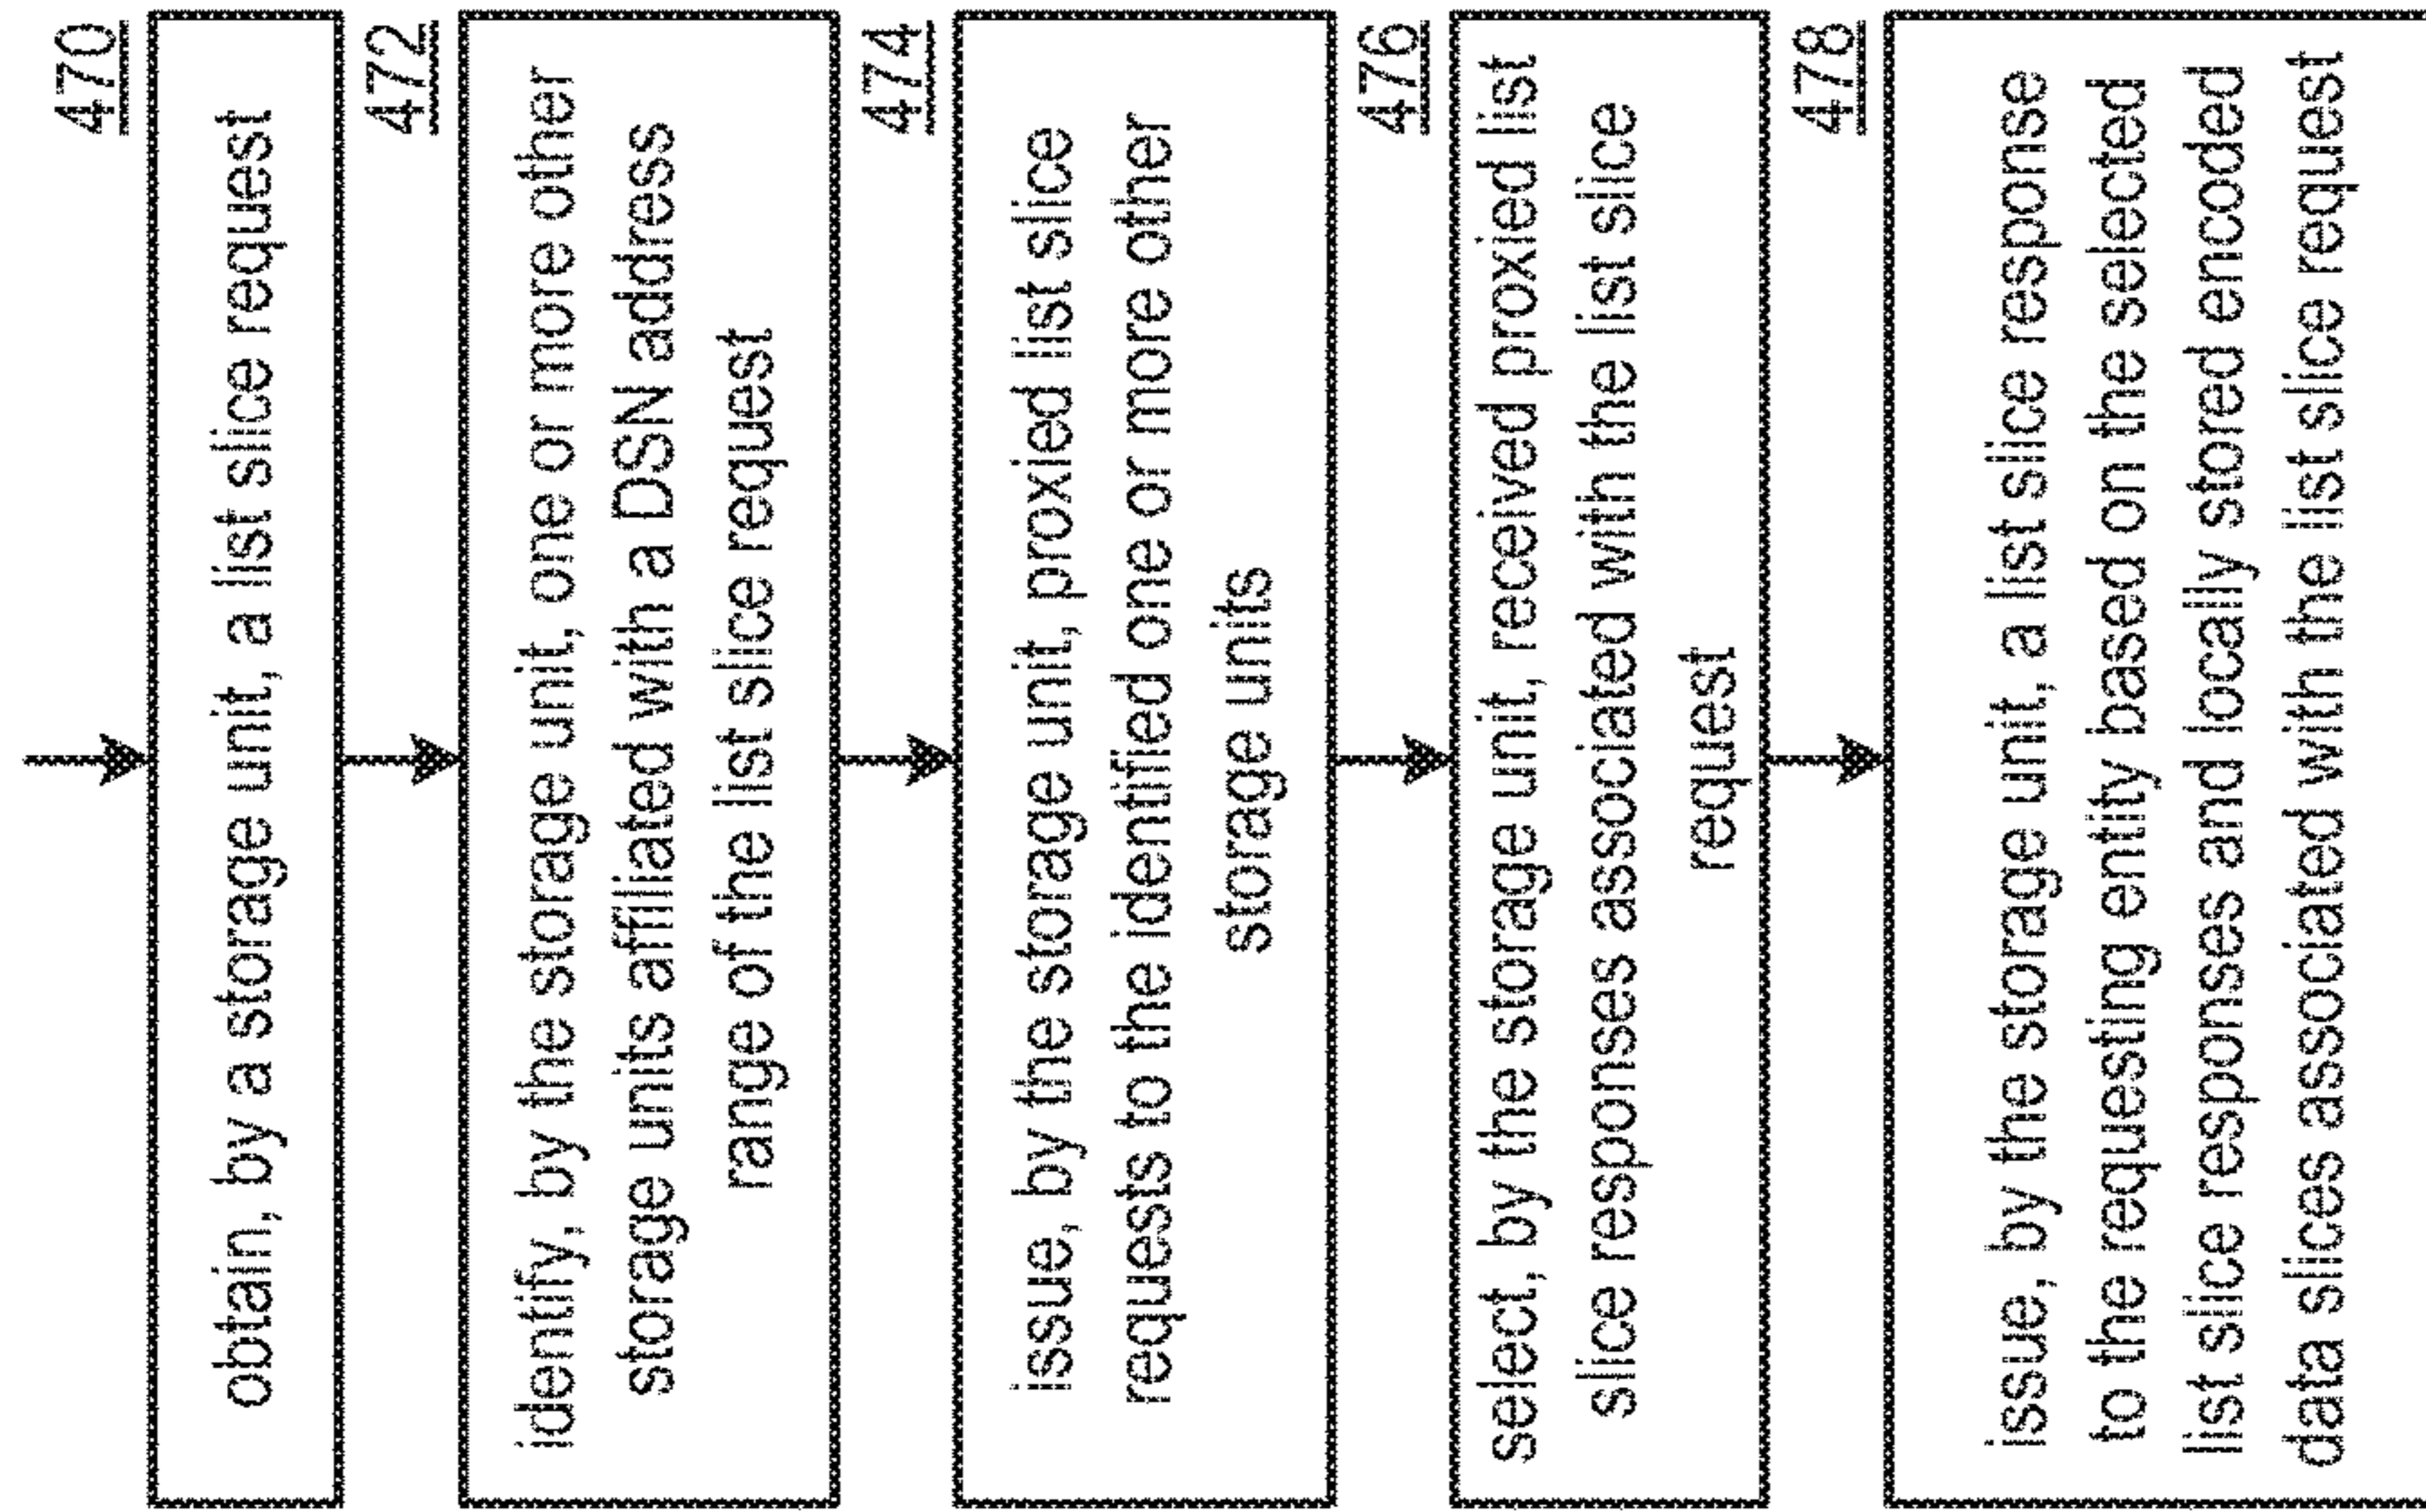 470
obtain, by a storage unit, a list slice request
472
identify, by the storage unit, one or more other
storage units affiliated with a DSN address
range of the list slice request
474
issue, by the storage unit, proxied list slice
requests to the identified one or more other
storage units
476
select, by the storage unit, received proxied list
slice responses associated with the list slice
request
478
issue, by the storage unit, a list slice response
to the requesting entity based on the selected
list slice responses and locally stored encoded
data slices associated with the list slice request